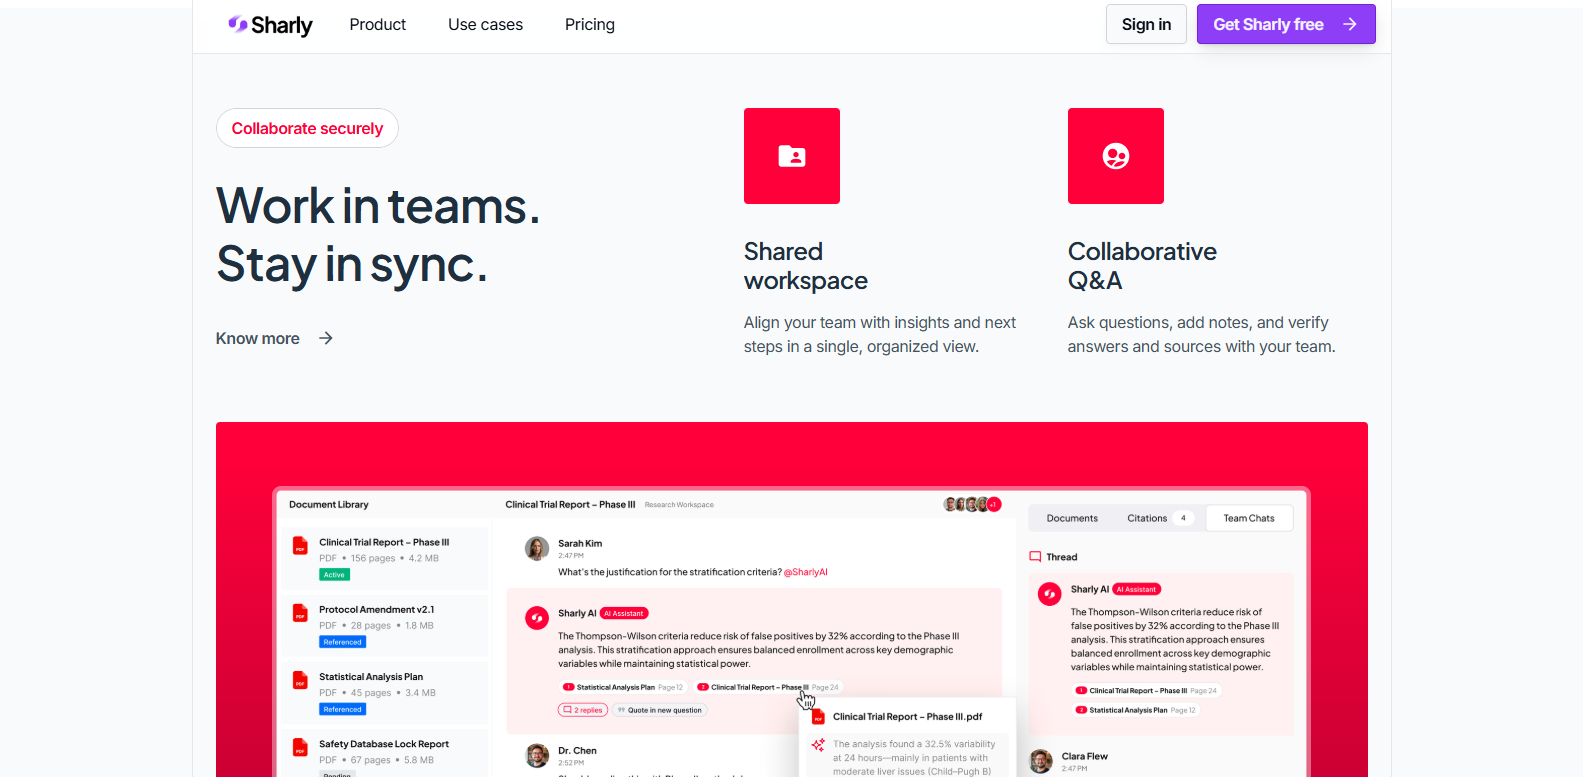 Sharly
Product
Use cases
Pricing
Sign in
Get Sharly free
Collaborate securely
Work in teams.
Stay in sync.
Know more
Shared
workspace
Align your team with insights and next
steps in a single, organized view.
Collaborative
Q&A
Ask questions, add notes, and verify
answers and sources with your team.
Document Library
Clinical Trial Report – Phase III
PDF • 156 pages • 4.2 MB
Active
Protocol Amendment v2.1
PDF • 28 pages • 1.8 MB
Referenced
Statistical Analysis Plan
PDF • 45 pages • 3.4 MB
Referenced
Safety Database Lock Report
PDF • 67 pages • 5.8 MB
Pending
Clinical Trial Report – Phase III Research Workspace
+1
Sarah Kim
2:47 PM
What's the justification for the stratification criteria? @SharlyAI
Sharly AI AI Assistant
The Thompson-Wilson criteria reduce risk of false positives by 32% according to the Phase III
analysis. This stratification approach ensures balanced enrollment across key demographic
variables while maintaining statistical power.
1 Statistical Analysis Plan Page 12
2 Clinical Trial Report – Phase III Page 24
2 replies
Quote in new question
Dr. Chen
2:52 PM
Clinical Trial Report – Phase III.pdf
The analysis found a 32.5% variability
at 24 hours—mainly in patients with
moderate liver issues (Child–Pugh B)
Documents
Citations 4
Team Chats
Thread
Sharly AI AI Assistant
The Thompson-Wilson criteria reduce risk of
false positives by 32% according to the Phase III
analysis. This stratification approach ensures
balanced enrollment across key demographic
variables while maintaining statistical power.
1 Clinical Trial Report – Phase III Page 24
2 Statistical Analysis Plan Page 12
Clara Flew
2:47 PM